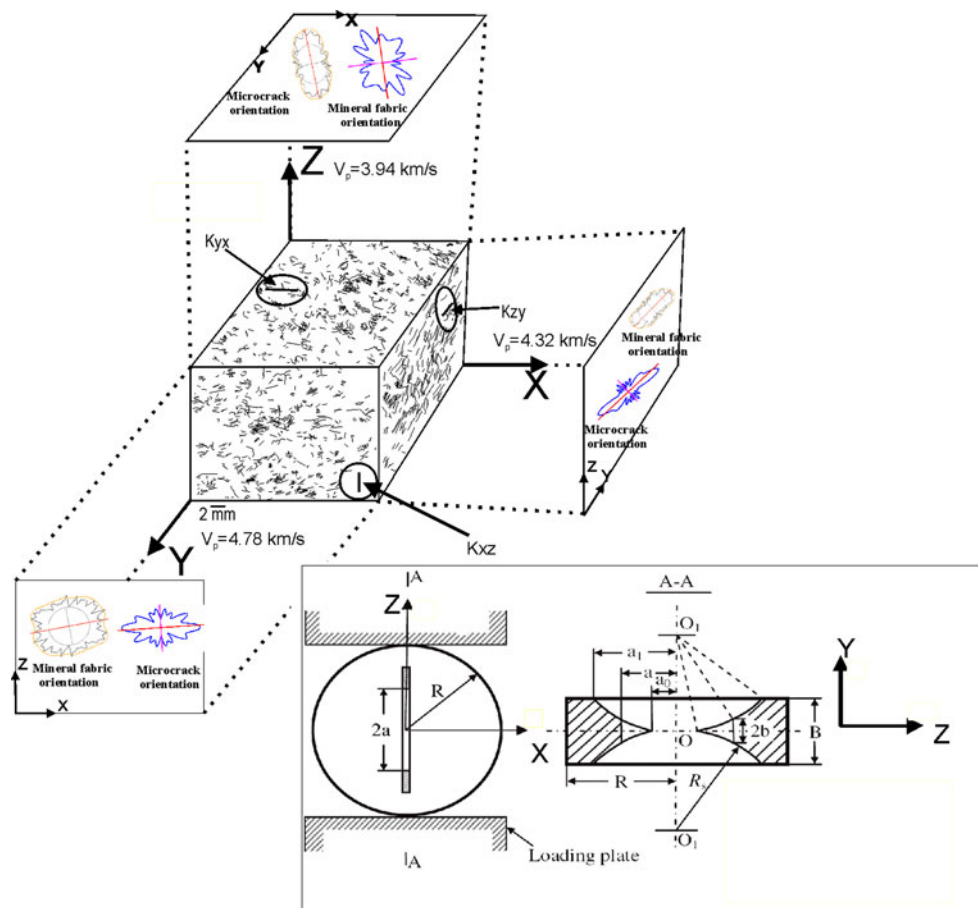 X
Y
Microcrack
orientation
Mineral fabric
orientation
Z
Vp=3.94 km/s
Kyx
Kzy
Vp=4.32 km/s
X
Mineral fabric
orientation
Microcrack
orientation
Z
Y
2 mm
Vp=4.78 km/s
Y
Kxz
Mineral fabric
orientation
Microcrack
orientation
Z
X
A
Z
R
2a
X
A
Loading plate
A-A
O1
a1
a
a0
O
2b
B
R
Rs
O1
Y
Z